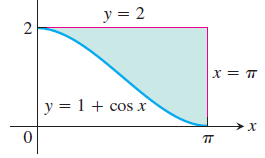 y = 2
2
x = π
y = 1 + cos x
x
0
π